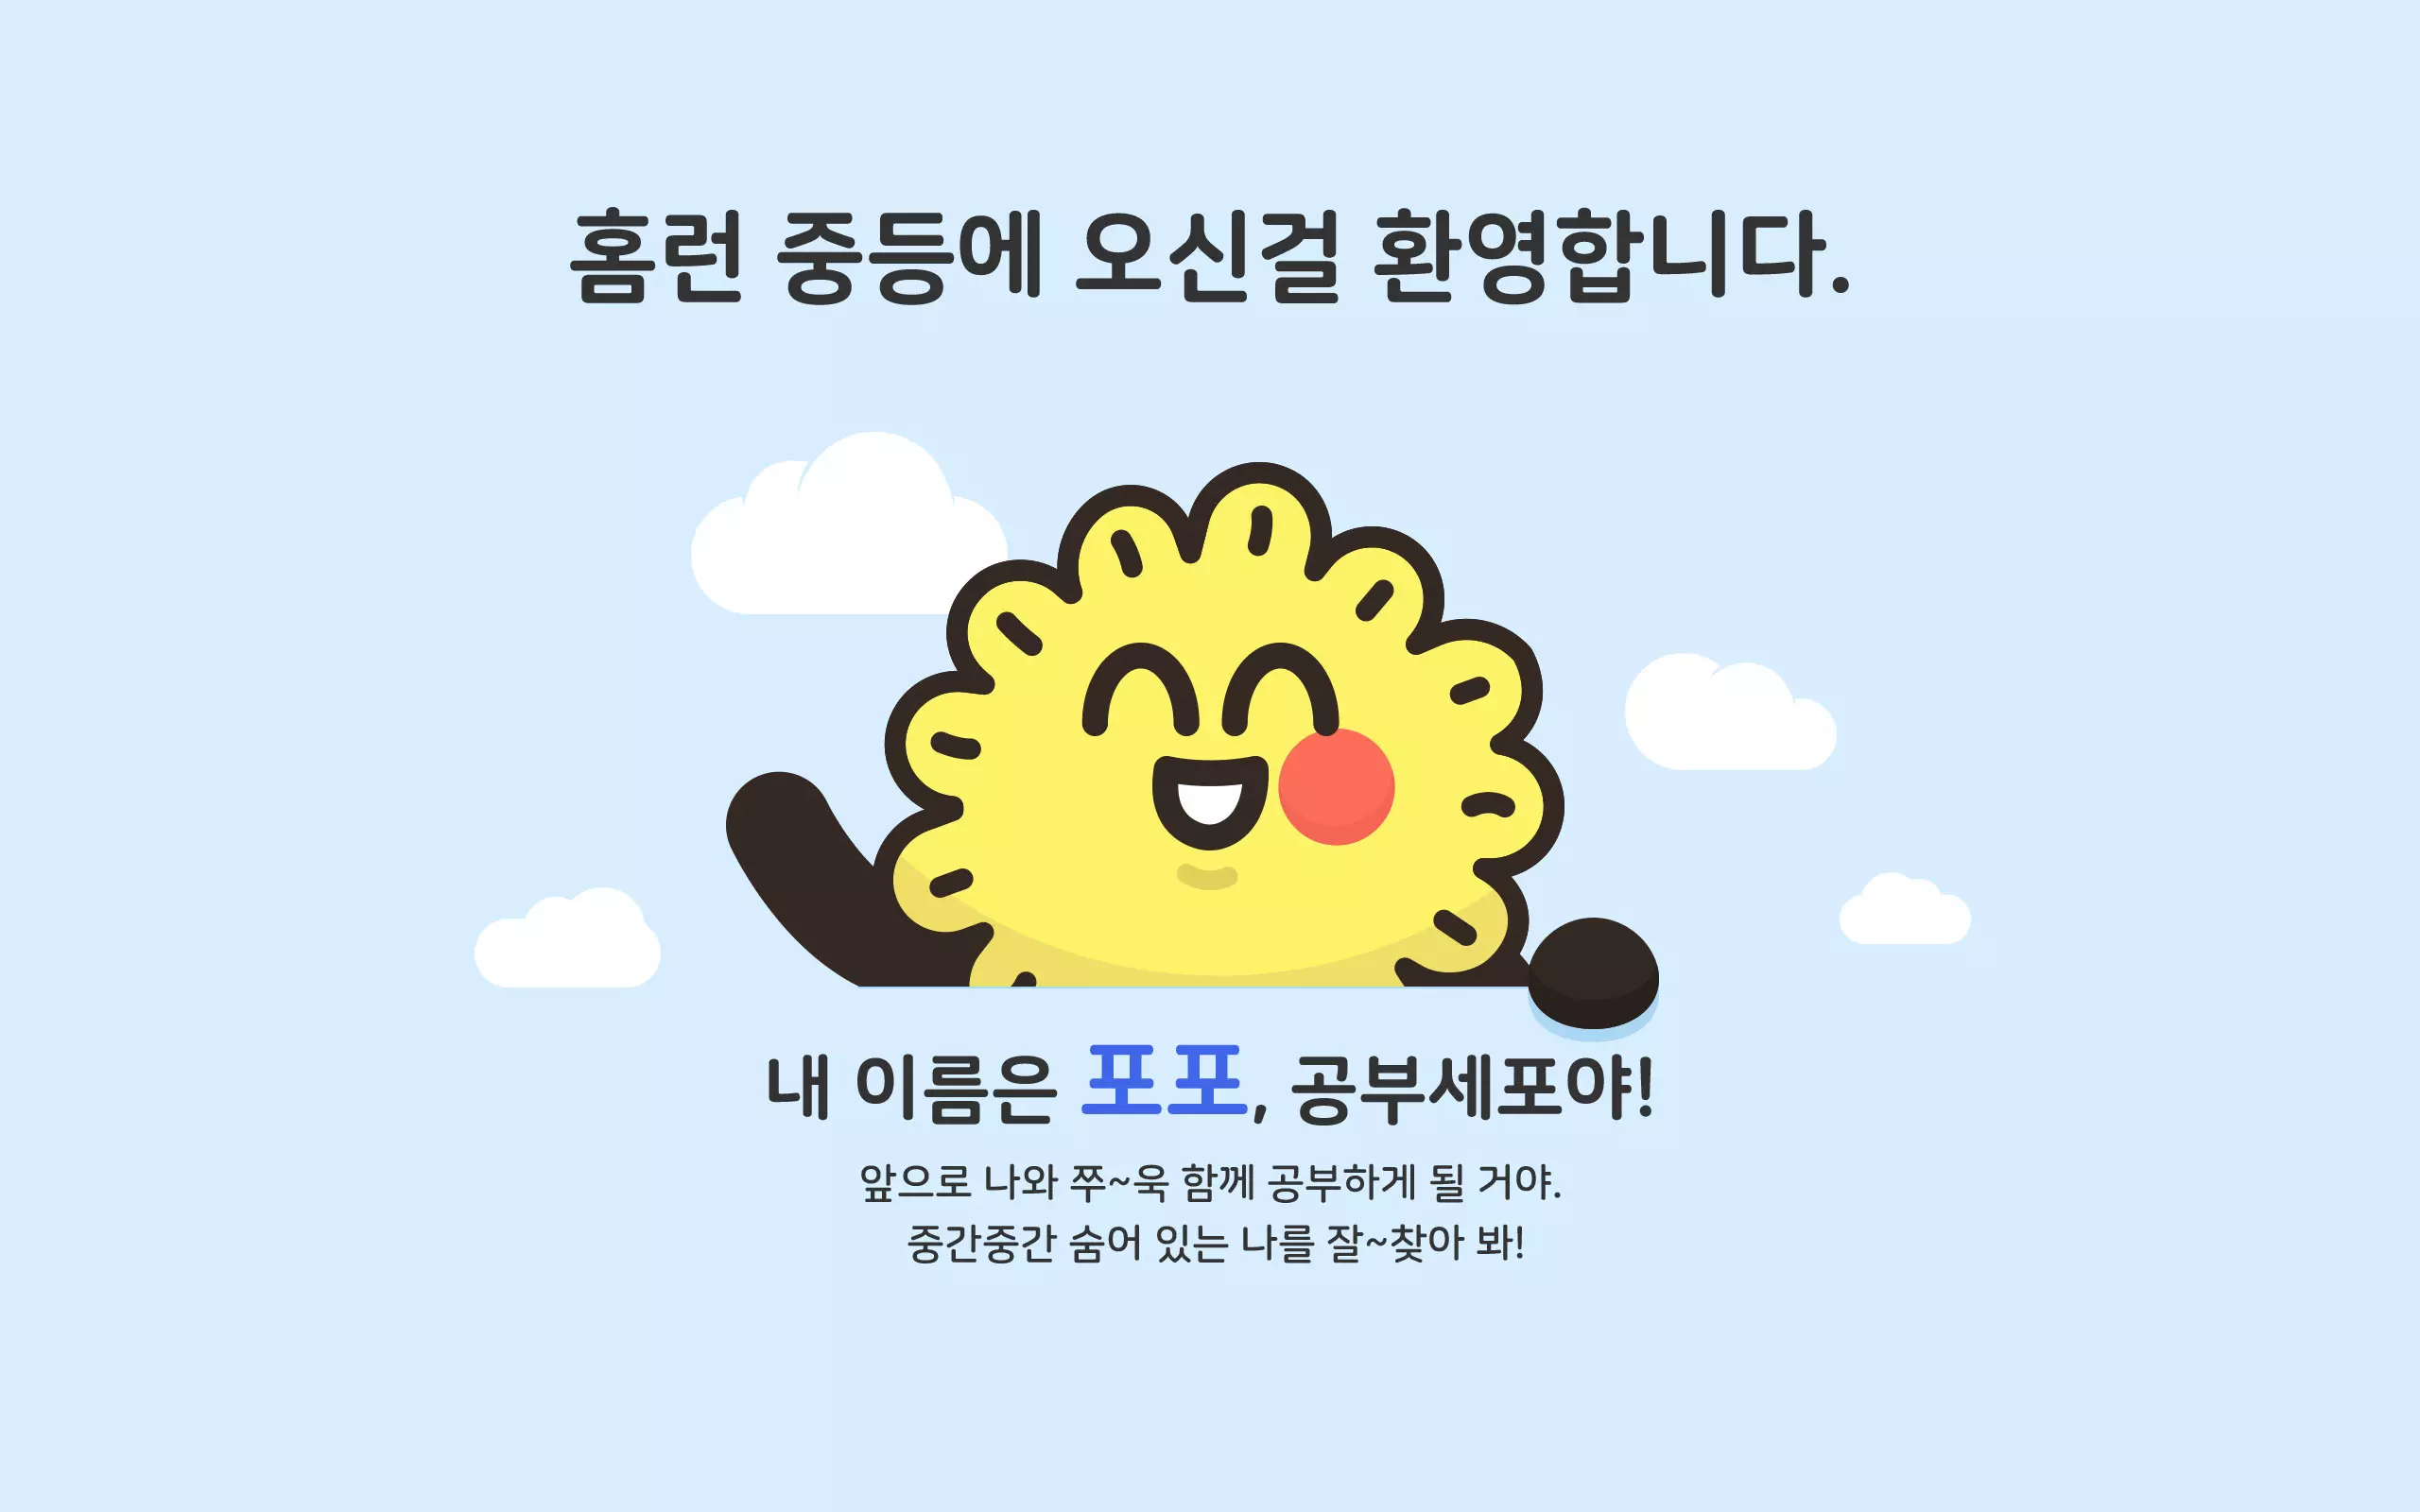 홈런 중등에 오신걸 환영합니다.
내 이름은 포포, 공부세포야!
앞으로 나와 쭈~욱 함께 공부하게 될 거야.
중간중간 숨어 있는 나를 잘~찾아 봐!